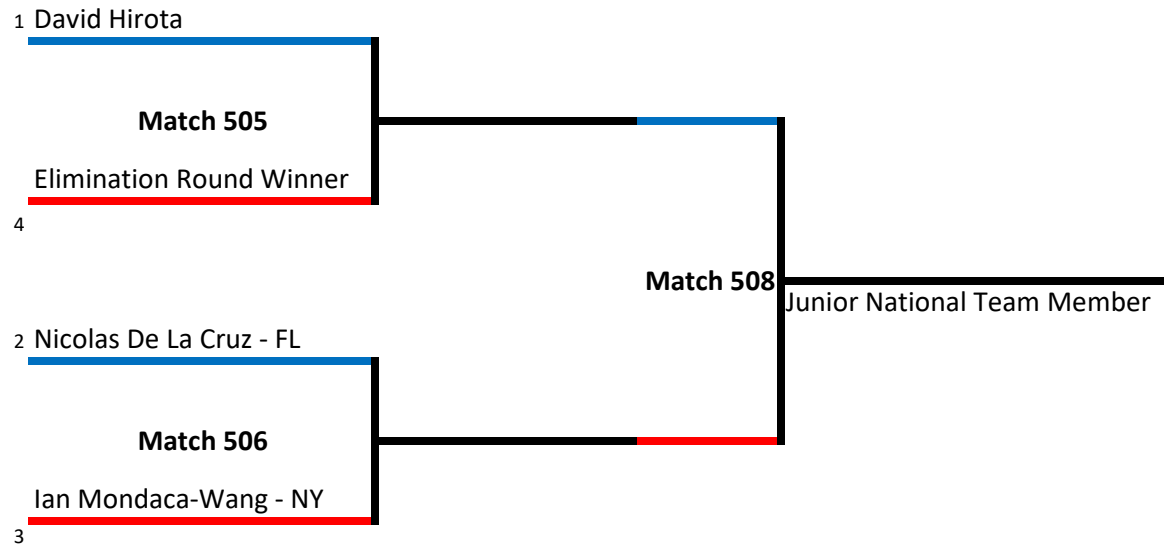 1 David Hirota
Match 505
Elimination Round Winner
4
Match 508
Junior National Team Member
2 Nicolas De La Cruz - FL
Match 506
Ian Mondaca-Wang - NY
3